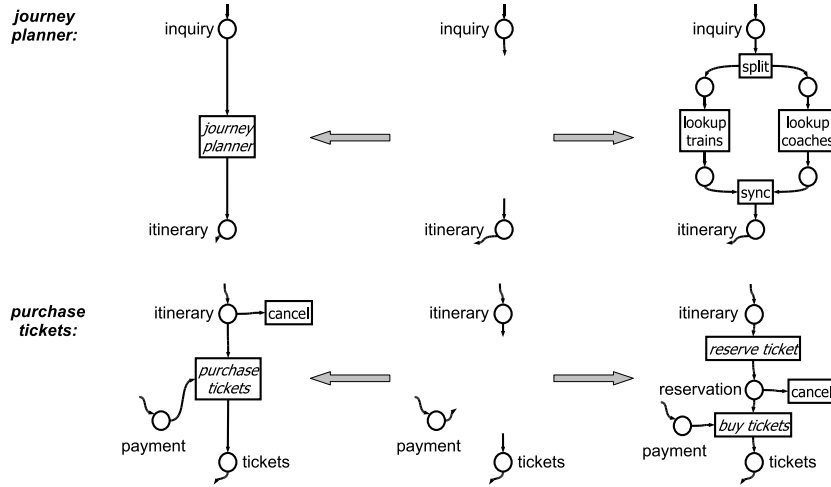 journey
planner:
inquiry
journey
planner
itinerary
inquiry
itinerary
inquiry
split
lookup
trains
lookup
coaches
sync
itinerary
purchase
tickets:
itinerary
cancel
purchase
tickets
payment
tickets
itinerary
payment
tickets
itinerary
reserve ticket
reservation
cancel
buy tickets
payment
tickets